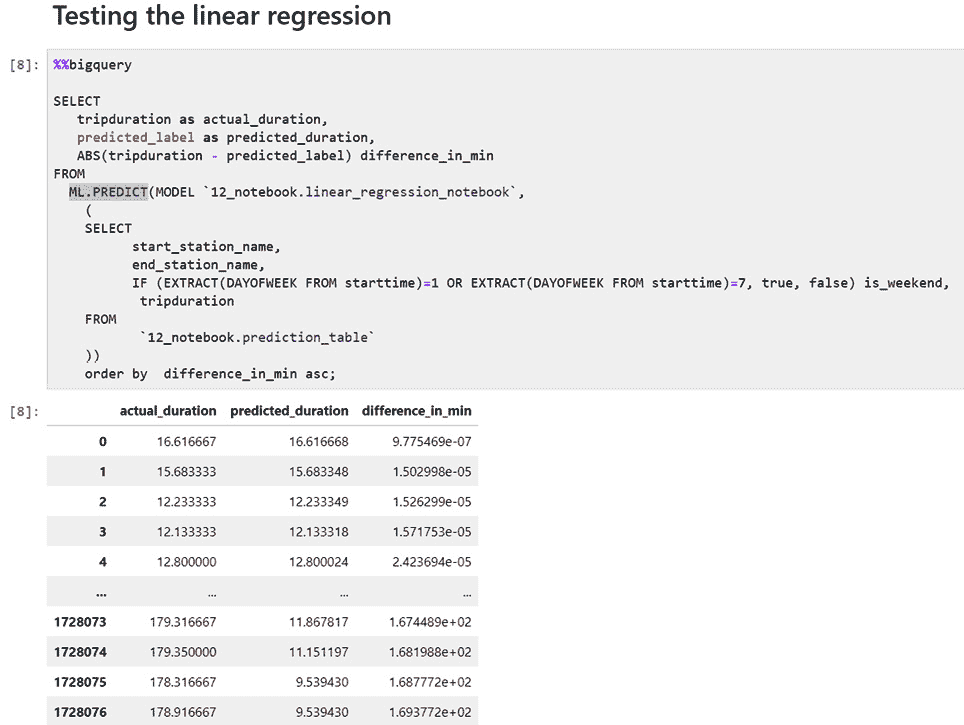 Testing the linear regression
[8]: %%bigquery
SELECT
tripduration as actual_duration,
predicted_label as predicted_duration,
ABS(tripduration - predicted_label) difference_in_min
FROM
ML.PREDICT(MODEL `12_notebook.linear_regression_notebook`,
(
SELECT
start_station_name,
end_station_name,
IF (EXTRACT(DAYOFWEEK FROM starttime)=1 OR EXTRACT(DAYOFWEEK FROM starttime)=7, true, false) is_weekend,
tripduration
FROM
`12_notebook.prediction_table`
))
order by  difference_in_min asc;
[8]: actual_duration predicted_duration difference_in_min
0 16.616667 16.616668 9.775469e-07
1 15.683333 15.683348 1.502998e-05
2 12.233333 12.233349 1.526299e-05
3 12.133333 12.133318 1.571753e-05
4 12.800000 12.800024 2.423694e-05
... ... ... ...
1728073 179.316667 11.867817 1.674489e+02
1728074 179.350000 11.151197 1.681988e+02
1728075 178.316667 9.539430 1.687772e+02
1728076 178.916667 9.539430 1.693772e+02